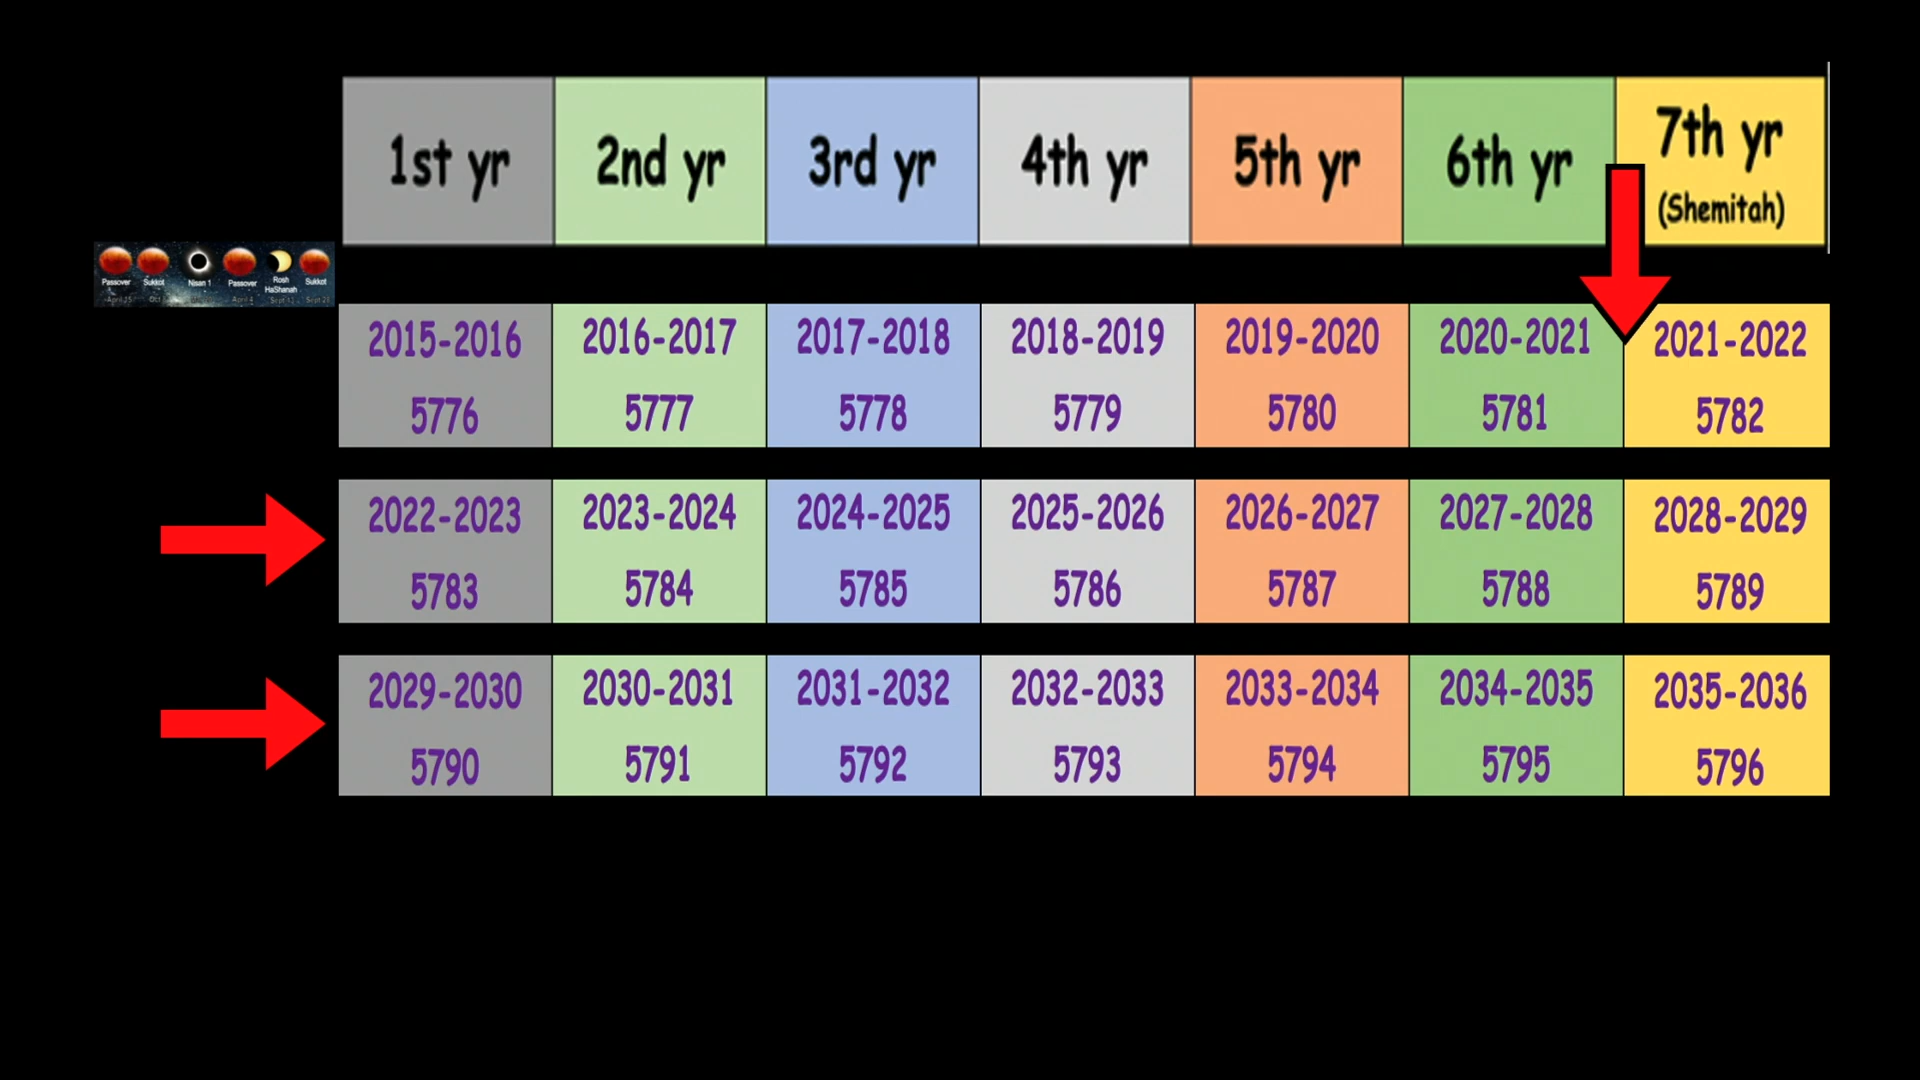 1st yr
2nd yr
3rd yr
4th yr
5th yr
6th yr
7th yr
(Shemitah)
Passover
Sukkot
Nisan 1
Passover
Rosh
HaShanah
Sukkot
April 4
2015-2016
5776
2016-2017
5777
2017-2018
5778
2018-2019
5779
2019-2020
5780
2020-2021
5781
2021-2022
5782
2022-2023
5783
2023-2024
5784
2024-2025
5785
2025-2026
5786
2026-2027
5787
2027-2028
5788
2028-2029
5789
2029-2030
5790
2030-2031
5791
2031-2032
5792
2032-2033
5793
2033-2034
5794
2034-2035
5795
2035-2036
5796